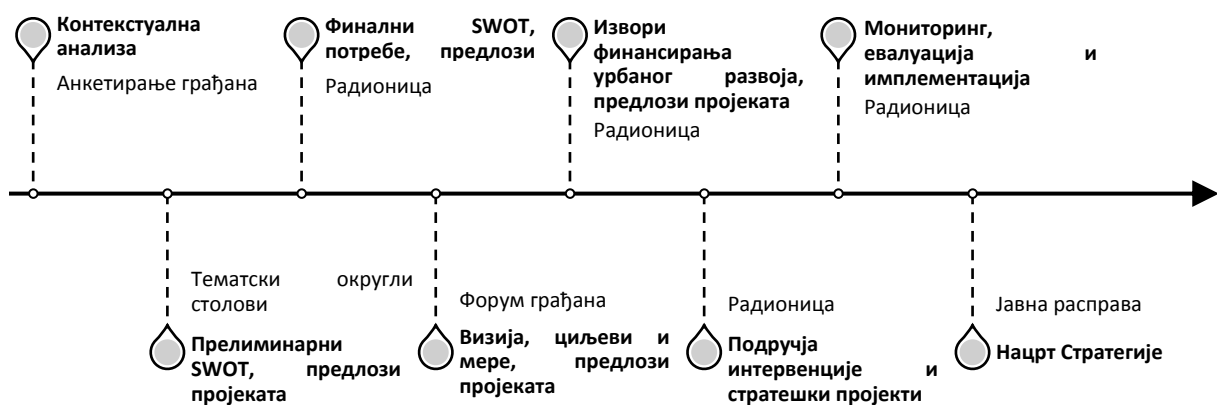 Контекстуална
анализа
Анкетирање грађана
Финални SWOT,
потребе, предлози
Радионица
Извори
финансирања
урбаног развоја,
предлози пројеката
Радионица
Мониторинг,
евалуација и
имплементација
Радионица
Тематски округли
столови
Прелиминарни
SWOT, предлози
пројеката
Форум грађана
Визија, циљеви и
мере, предлози
пројеката
Радионица
Подручја
интервенције и
стратешки пројекти
Јавна расправа
Нацрт Стратегије